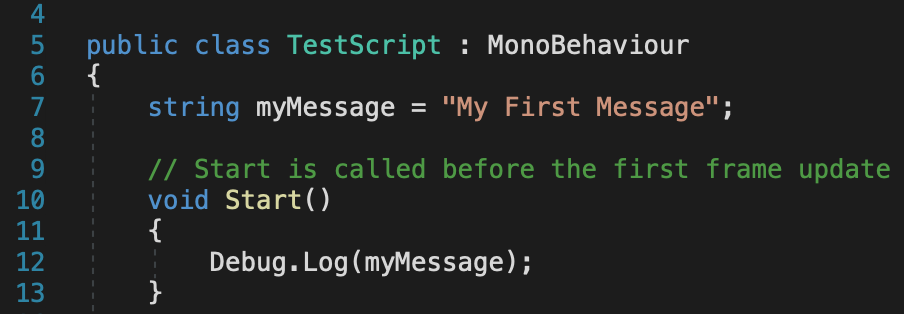 4
5 public class TestScript : MonoBehaviour
6 {
7 string myMessage = "My First Message";
8
9 // Start is called before the first frame update
10 void Start()
11 {
12 Debug.Log(myMessage);
13 }